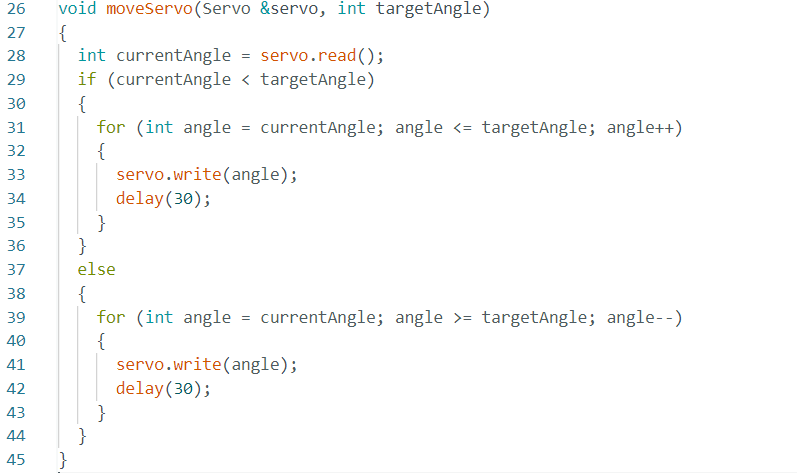 26 void moveServo(Servo &servo, int targetAngle)
27 {
28   int currentAngle = servo.read();
29   if (currentAngle < targetAngle)
30   {
31     for (int angle = currentAngle; angle <= targetAngle; angle++)
32     {
33       servo.write(angle);
34       delay(30);
35     }
36   }
37   else
38   {
39     for (int angle = currentAngle; angle >= targetAngle; angle--)
40     {
41       servo.write(angle);
42       delay(30);
43     }
44   }
45 }